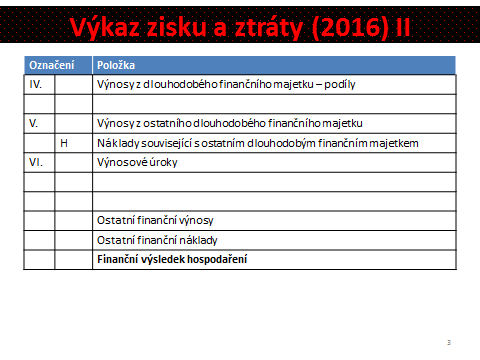 Výkaz zisku a ztráty (2016) II
Označení Položka
IV. Výnosy z dlouhodobého finančního majetku – podíly
V. Výnosy z ostatního dlouhodobého finančního majetku
H Náklady související s ostatním dlouhodobým finančním majetkem
VI. Výnosové úroky
Ostatní finanční výnosy
Ostatní finanční náklady
Finanční výsledek hospodaření
3